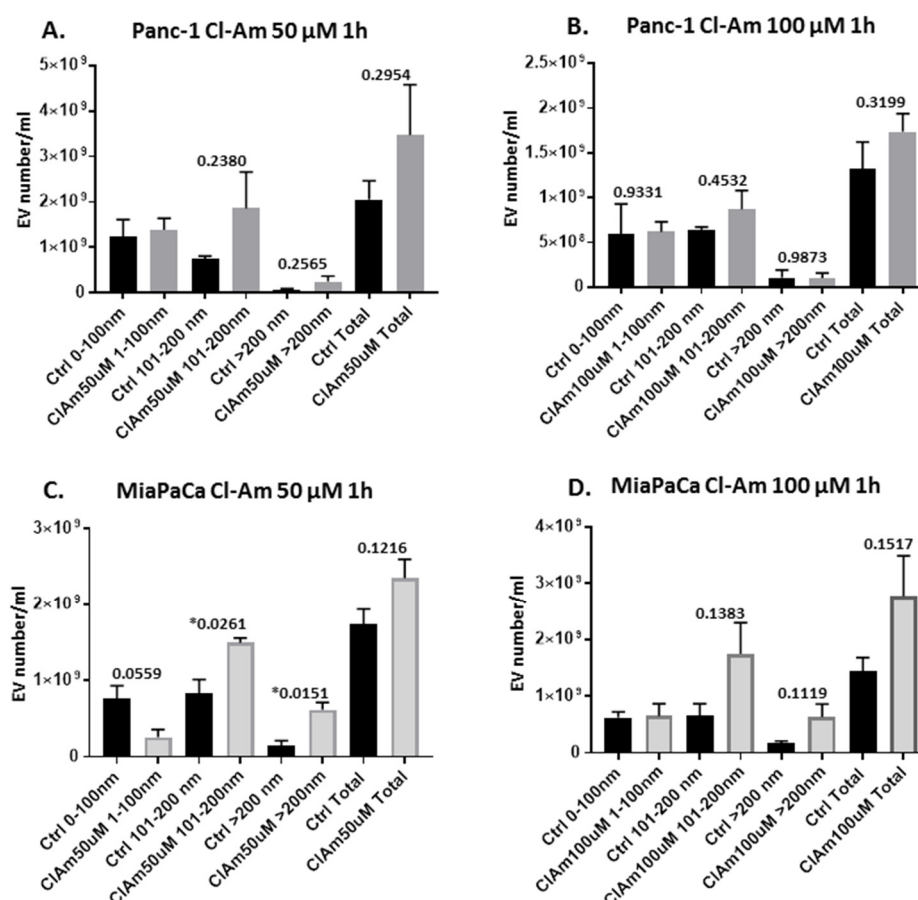 A. Panc-1 Cl-Am 50 µM 1h
EV number/ml
5×10⁹
4×10⁹
3×10⁹
2×10⁹
1×10⁹
0
0.2380
0.2565
0.2954
Ctrl 0-100nm
ClAm50uM 1-100nm
Ctrl 101-200 nm
ClAm50uM 101-200nm
Ctrl >200 nm
ClAm50uM >200nm
Ctrl Total
ClAm50uM Total
B. Panc-1 Cl-Am 100 µM 1h
EV number/ml
2.5×10⁹
2×10⁹
1.5×10⁹
1×10⁹
5×10⁸
0
0.9331
0.4532
0.9873
0.3199
Ctrl 0-100nm
ClAm100uM 1-100nm
Ctrl 101-200 nm
ClAm100uM 101-200nm
Ctrl >200 nm
ClAm100uM >200nm
Ctrl Total
ClAm100uM Total
C. MiaPaCa Cl-Am 50 µM 1h
EV number/ml
3×10⁹
2×10⁹
1×10⁹
0
0.0559
*0.0261
*0.0151
0.1216
Ctrl 0-100nm
ClAm50uM 1-100nm
Ctrl 101-200 nm
ClAm50uM 101-200nm
Ctrl >200 nm
ClAm50uM >200nm
Ctrl Total
ClAm50uM Total
D. MiaPaCa Cl-Am 100 µM 1h
EV number/ml
4×10⁹
3×10⁹
2×10⁹
1×10⁹
0
0.1383
0.1119
0.1517
Ctrl 0-100nm
ClAm100uM 1-100nm
Ctrl 101-200 nm
ClAm100uM 101-200nm
Ctrl >200 nm
ClAm100uM >200nm
Ctrl Total
ClAm100uM Total